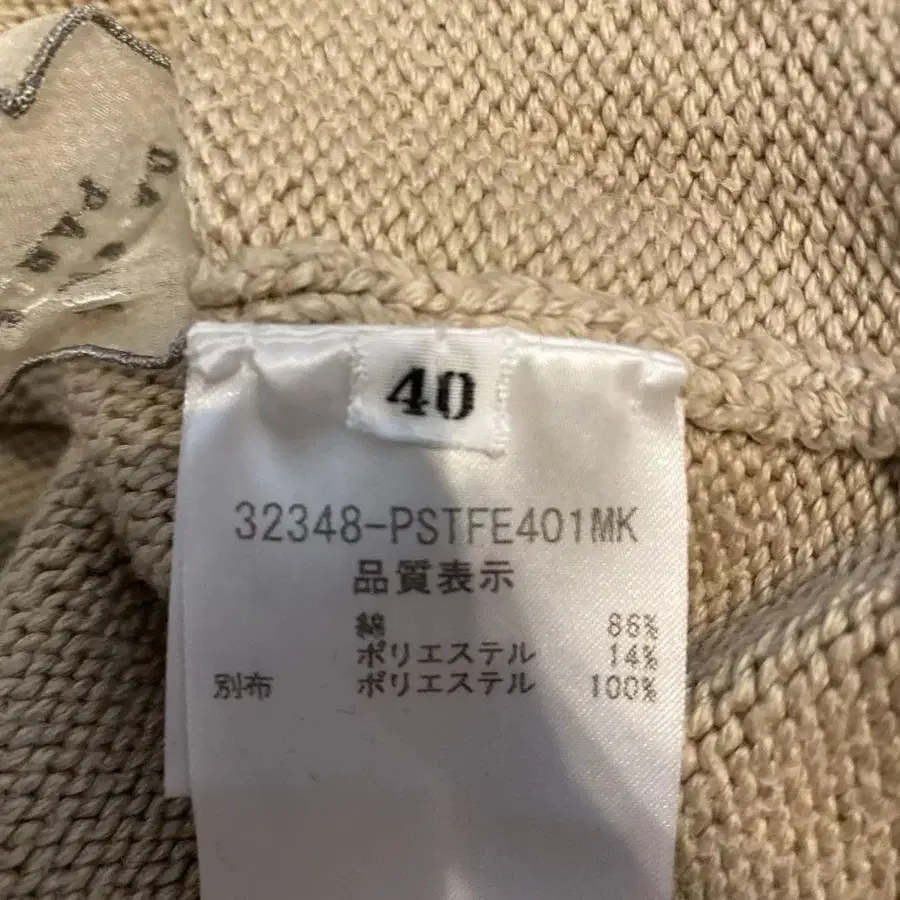 40
32348-PSTFE401MK
品質表示
綿 86%
ポリエステル 14%
別布 ポリエステル 100%